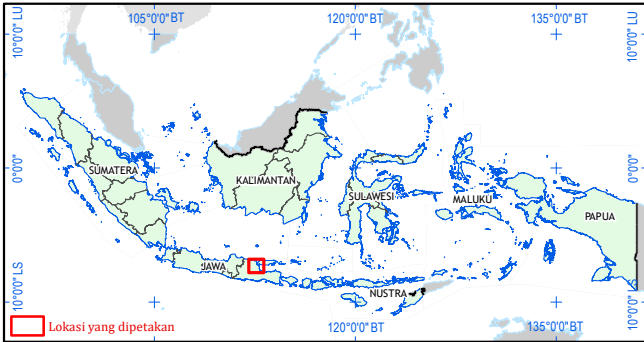 105°0'0" BT
120°0'0" BT
135°0'0" BT
10°0'0" LU
10°0'0" LU
0°0'0"
0°0'0"
SUMATERA
KALIMANTAN
SULAWESI
MALUKU
PAPUA
JAWA
NUSTRA
10°0'0" LS
10°0'0" LS
Lokasi yang dipetakan
120°0'0" BT
135°0'0" BT